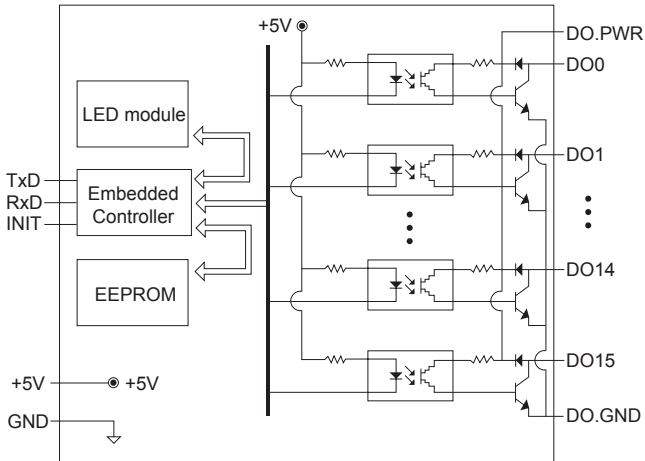 +5V
DO.PWR
DO0
LED module
DO1
TxD
RxD
INIT
Embedded
Controller
DO14
EEPROM
DO15
+5V
+5V
GND
DO.GND